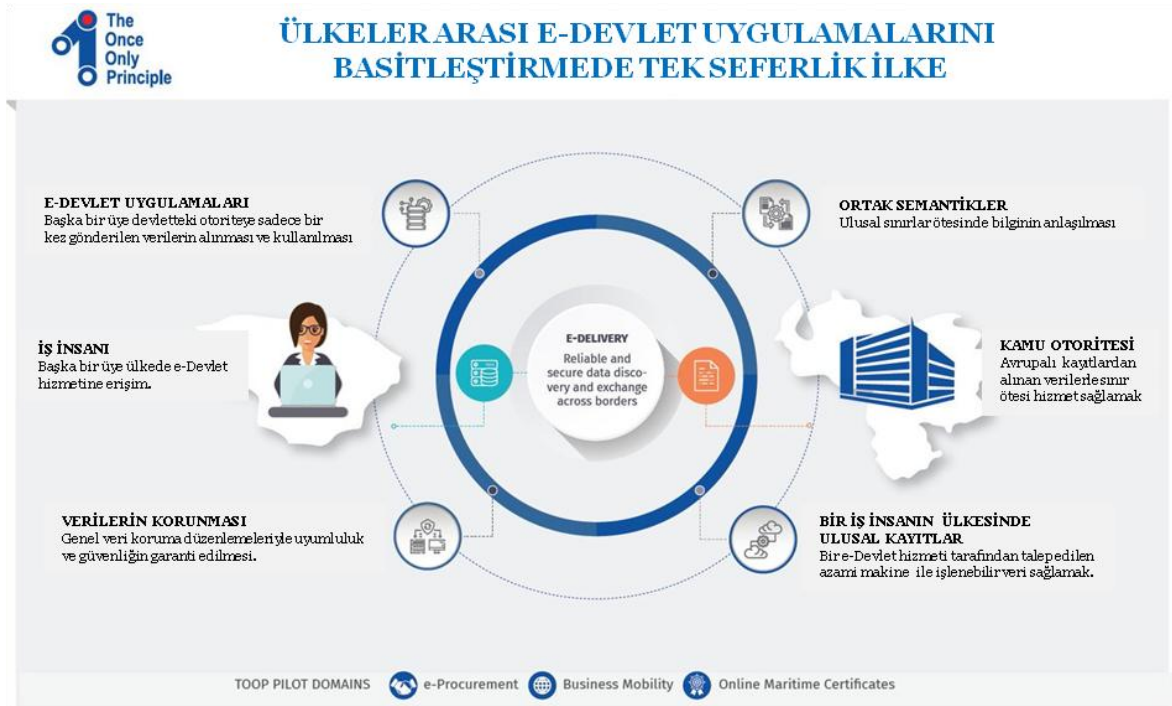 The
Once
Only
Principle
ÜLKELER ARASI E-DEVLET UYGULAMALARINI
BASİTLEŞTİRMEDE TEK SEFERLİK İLKE
E-DEVLET UYGULAMALARI
Başka bir üye devletteki otoriteye sadece bir
kez gönderilen verilerin alınması ve kullanılması
ORTAK SEMANTİKLER
Ulusal sınırlar ötesinde bilginin anlaşılması
İŞ İNSANI
Başka bir üye ülkede e-Devlet
hizmetine erişim.
E-DELIVERY
Reliable and
secure data disco-
very and exchange
across borders
KAMU OTORİTESİ
Avrupalı kayıtlardan
alınan verilerle sınır
ötesi hizmet sağlamak
VERİLERİN KORUNMASI
Genel veri koruma düzenlemeleriyle uyumluluk
ve güvenliğin garanti edilmesi.
BİR İŞ İNSANIN ÜLKESİNDE
ULUSAL KAYITLAR
Bir e-Devlet hizmeti tarafından talep edilen
azami makine ile işlenebilir veri sağlamak.
TOOP PILOT DOMAINS e-Procurement Business Mobility Online Maritime Certificates